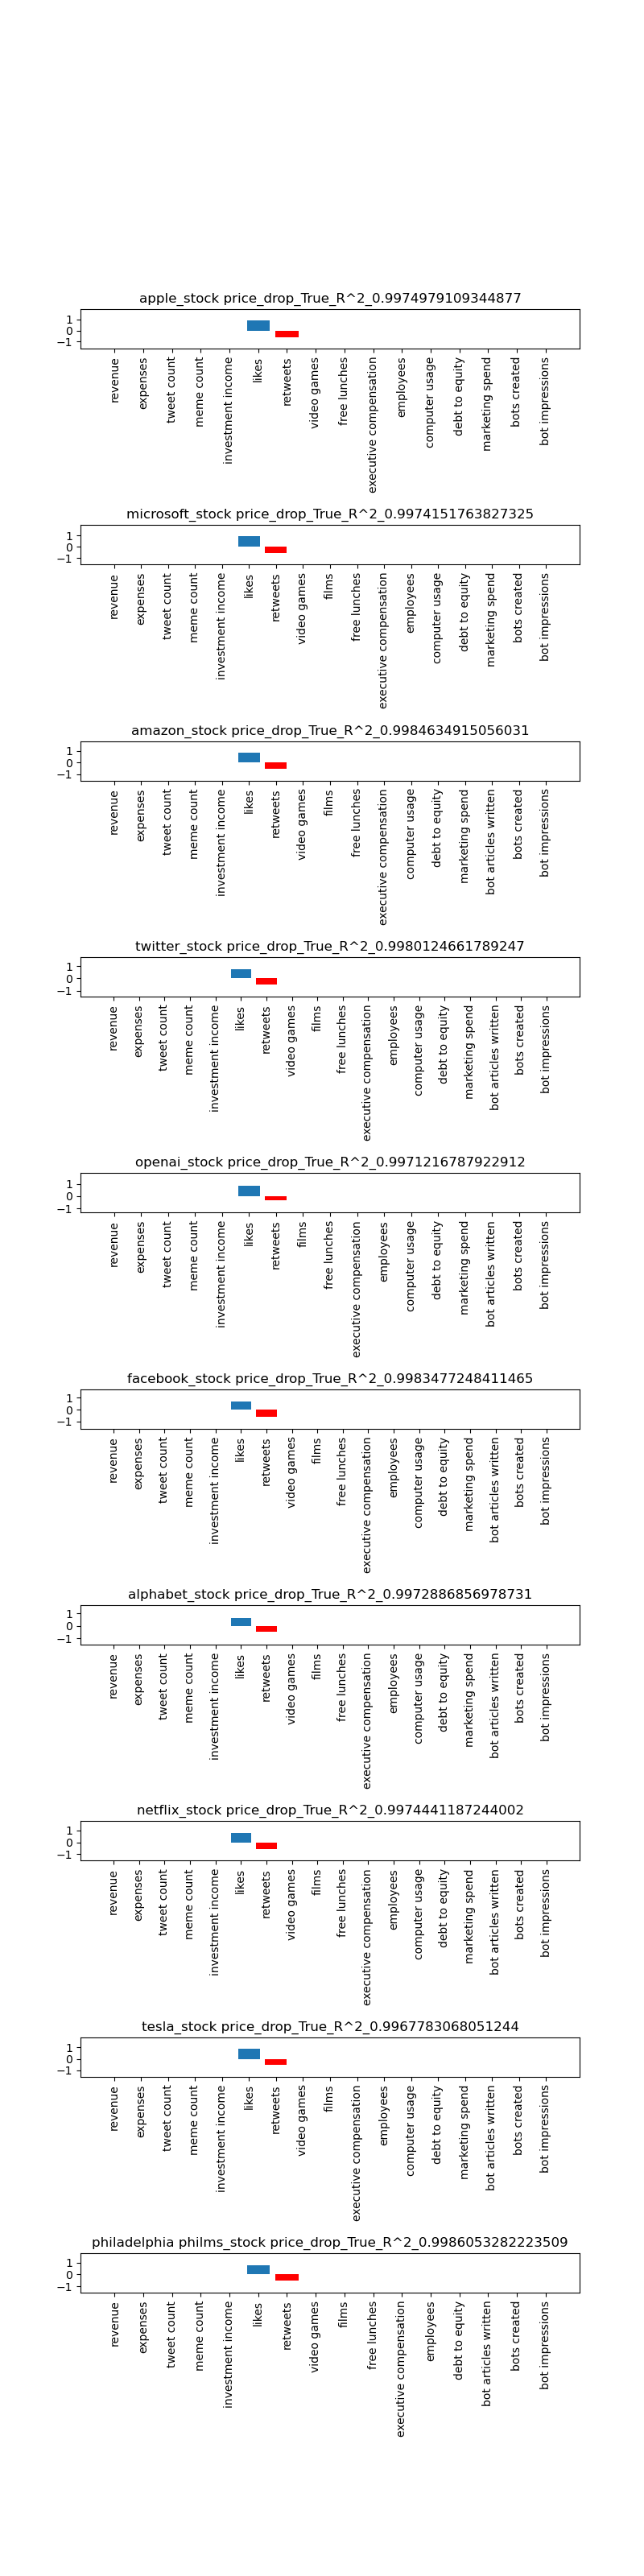 apple_stock price_drop_True_R^2_0.9974979109344877
1
0
−1
revenue
expenses
tweet count
meme count
investment income
likes
retweets
video games
free lunches
executive compensation
employees
computer usage
debt to equity
marketing spend
bots created
bot impressions
microsoft_stock price_drop_True_R^2_0.9974151763827325
1
0
−1
revenue
expenses
tweet count
meme count
investment income
likes
retweets
video games
films
free lunches
executive compensation
employees
computer usage
debt to equity
marketing spend
bots created
bot impressions
amazon_stock price_drop_True_R^2_0.9984634915056031
1
0
−1
revenue
expenses
tweet count
meme count
investment income
likes
retweets
video games
films
free lunches
executive compensation
computer usage
debt to equity
marketing spend
bot articles written
bots created
bot impressions
twitter_stock price_drop_True_R^2_0.9980124661789247
1
0
−1
revenue
expenses
tweet count
meme count
investment income
likes
retweets
video games
films
free lunches
executive compensation
employees
computer usage
debt to equity
marketing spend
bot articles written
bots created
bot impressions
openai_stock price_drop_True_R^2_0.9971216787922912
1
0
−1
revenue
expenses
tweet count
meme count
investment income
likes
retweets
films
free lunches
executive compensation
employees
computer usage
debt to equity
marketing spend
bot articles written
bots created
bot impressions
facebook_stock price_drop_True_R^2_0.9983477248411465
1
0
−1
revenue
expenses
tweet count
meme count
investment income
likes
retweets
video games
films
free lunches
executive compensation
employees
computer usage
debt to equity
marketing spend
bot articles written
bots created
bot impressions
alphabet_stock price_drop_True_R^2_0.9972886856978731
1
0
−1
revenue
expenses
tweet count
meme count
investment income
likes
retweets
video games
films
free lunches
executive compensation
employees
computer usage
debt to equity
marketing spend
bot articles written
bots created
bot impressions
netflix_stock price_drop_True_R^2_0.9974441187244002
1
0
−1
revenue
expenses
tweet count
meme count
investment income
likes
retweets
video games
films
free lunches
executive compensation
employees
computer usage
debt to equity
marketing spend
bot articles written
bots created
bot impressions
tesla_stock price_drop_True_R^2_0.9967783068051244
1
0
−1
revenue
expenses
tweet count
meme count
investment income
likes
retweets
video games
films
executive compensation
employees
computer usage
debt to equity
marketing spend
bot articles written
bots created
bot impressions
philadelphia philms_stock price_drop_True_R^2_0.9986053282223509
1
0
−1
revenue
expenses
tweet count
meme count
investment income
likes
retweets
video games
films
free lunches
executive compensation
employees
debt to equity
bot articles written
bots created
bot impressions